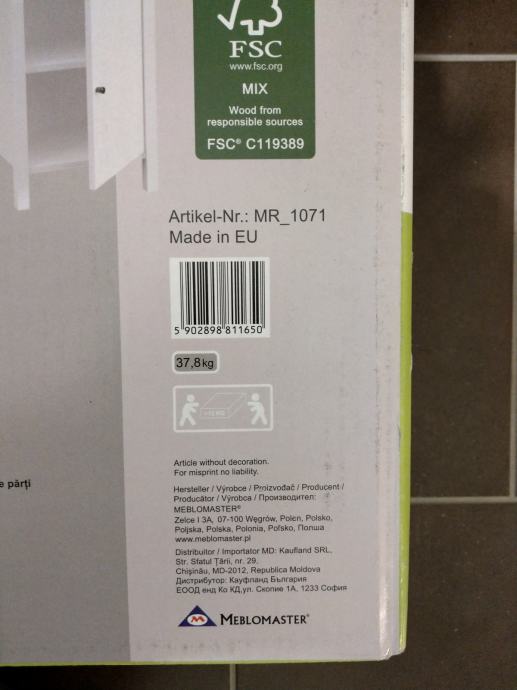 FSC
www.fsc.org
MIX
Wood from
responsible sources
FSC® C119389
Artikel-Nr.: MR_1071
Made in EU
5 902898 811650
37,8kg
e părți
Article without decoration.
For misprint no liability.
Hersteller / Výrobce / Proizvođač / Producent /
Producător / Výrobca / Производител:
MEBLOMASTER®
Zelce I 3A, 07-100 Węgrów, Polen, Polsko,
Poljska, Polska, Polonia, Poľsko, Полша
www.meblomaster.pl
Distribuitor / Importator MD: Kaufland SRL,
Str. Sfatul Țării, nr. 29,
Chișinău, MD-2012, Republica Moldova
Дистрибутор: Кауфланд България
ЕООД енд Ко КД,ул. Скопие 1А, 1233 София
MEBLOMASTER®